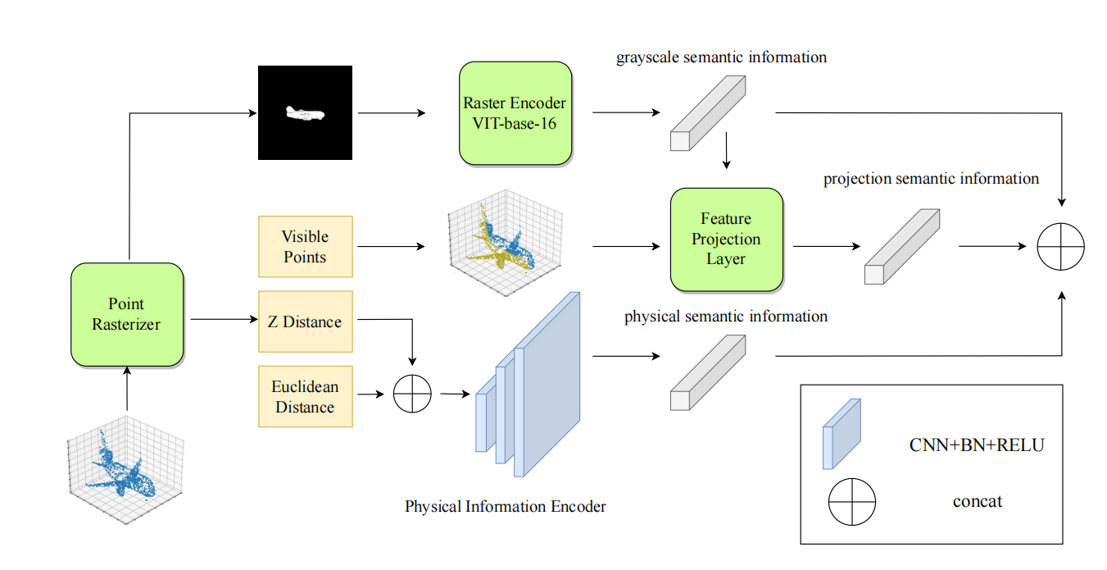 grayscale semantic information
Raster Encoder
VIT-base-16
projection semantic information
Visible
Points
Feature
Projection
Layer
Point
Rasterizer
Z Distance
physical semantic information
Euclidean
Distance
CNN+BN+RELU
concat
Physical Information Encoder